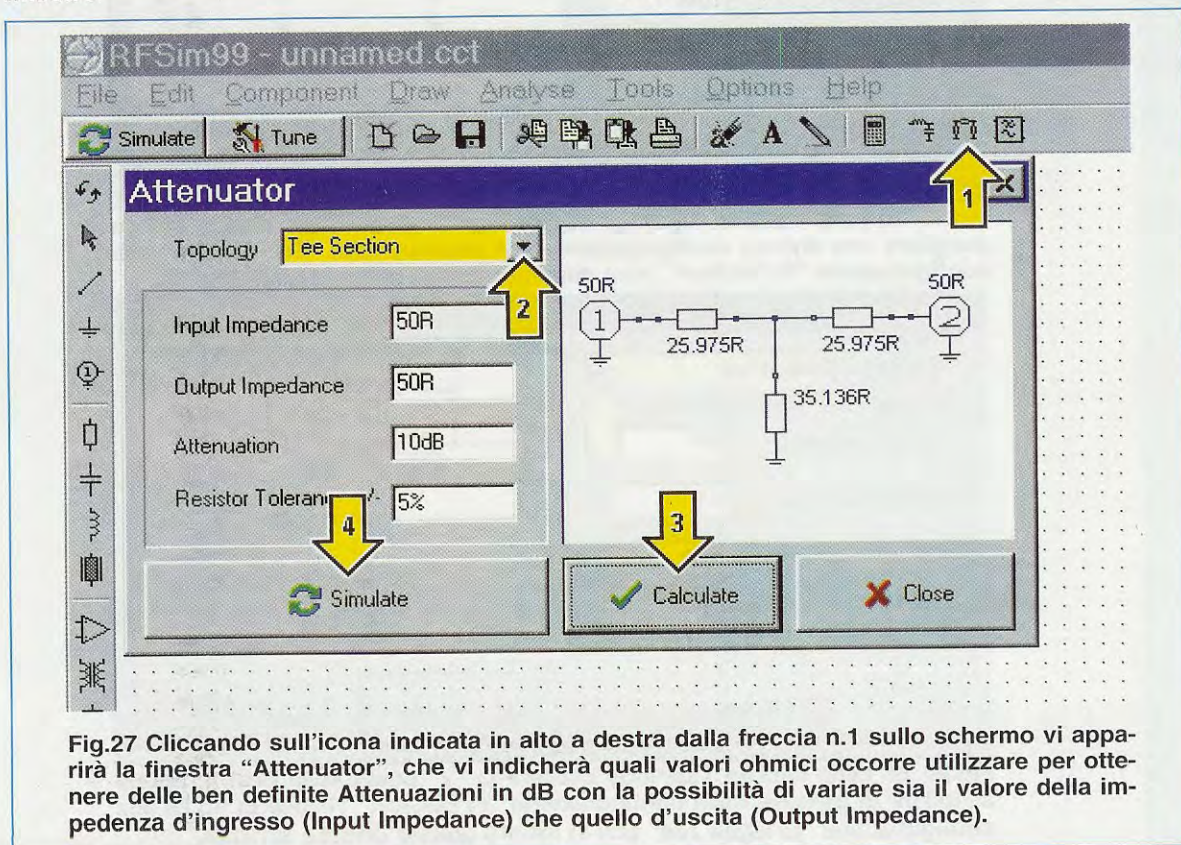 RFSim99 - unnamed.cct
File Edit Component Draw Analyse Tools Options Help
Simulate Tune A
1
Attenuator
Topology Tee Section
2
Input Impedance 50R
Output Impedance 50R
Attenuation 10dB
Resistor Toleran /- 5%
50R 50R
1 2
25.975R 25.975R
35.136R
4 3
Simulate Calculate Close
1
Fig.27 Cliccando sull'icona indicata in alto a destra dalla freccia n.1 sullo schermo vi appa-
rirà la finestra “Attenuator”, che vi indicherà quali valori ohmici occorre utilizzare per otte-
nere delle ben definite Attenuazioni in dB con la possibilità di variare sia il valore della im-
pedenza d'ingresso (Input Impedance) che quello d'uscita (Output Impedance).